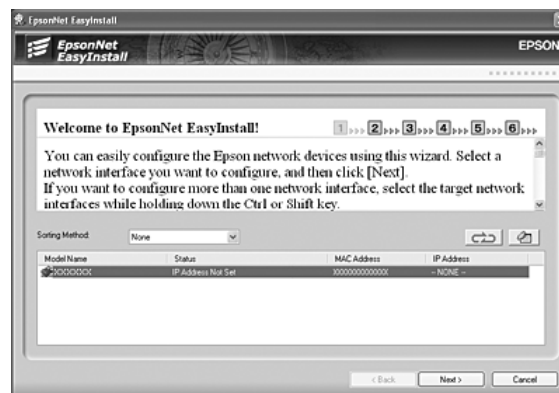 EpsonNet EasyInstall
EpsonNet
EasyInstall
EPSON
Welcome to EpsonNet EasyInstall!
1 2 3 4 5 6
You can easily configure the Epson network devices using this wizard. Select a
network interface you want to configure, and then click [Next].
If you want to configure more than one network interface, select the target network
interfaces while holding down the Ctrl or Shift key.
Sorting Method: None
Model Name Status MAC Address IP Address
XXXXXXX IP Address Not Set XXXXXXXXXXXX -- NONE --
< Back Next > Cancel